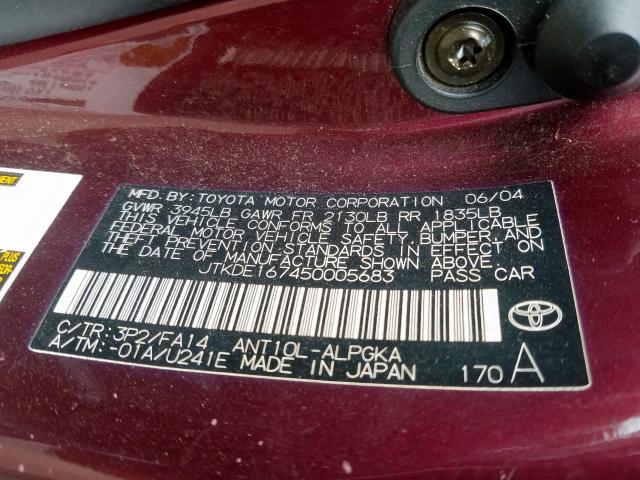 MFD.BY:TOYOTA MOTOR CORPORATION 06/04
GVWR 3945LB GAWR FR 2130LB RR 1835LB
THIS VEHICLE CONFORMS TO ALL APPLICABLE
FEDERAL MOTOR VEHICLE SAFETY, BUMPER, AND
THEFT PREVENTION STANDARDS IN EFFECT ON
THE DATE OF MANUFACTURE SHOWN ABOVE.
JTKDE167450005683 PASS CAR
C/TR:3P2/FA14 ANT10L-ALPGKA
A/TM:-01A/U241E MADE IN JAPAN
170 A
PLUS